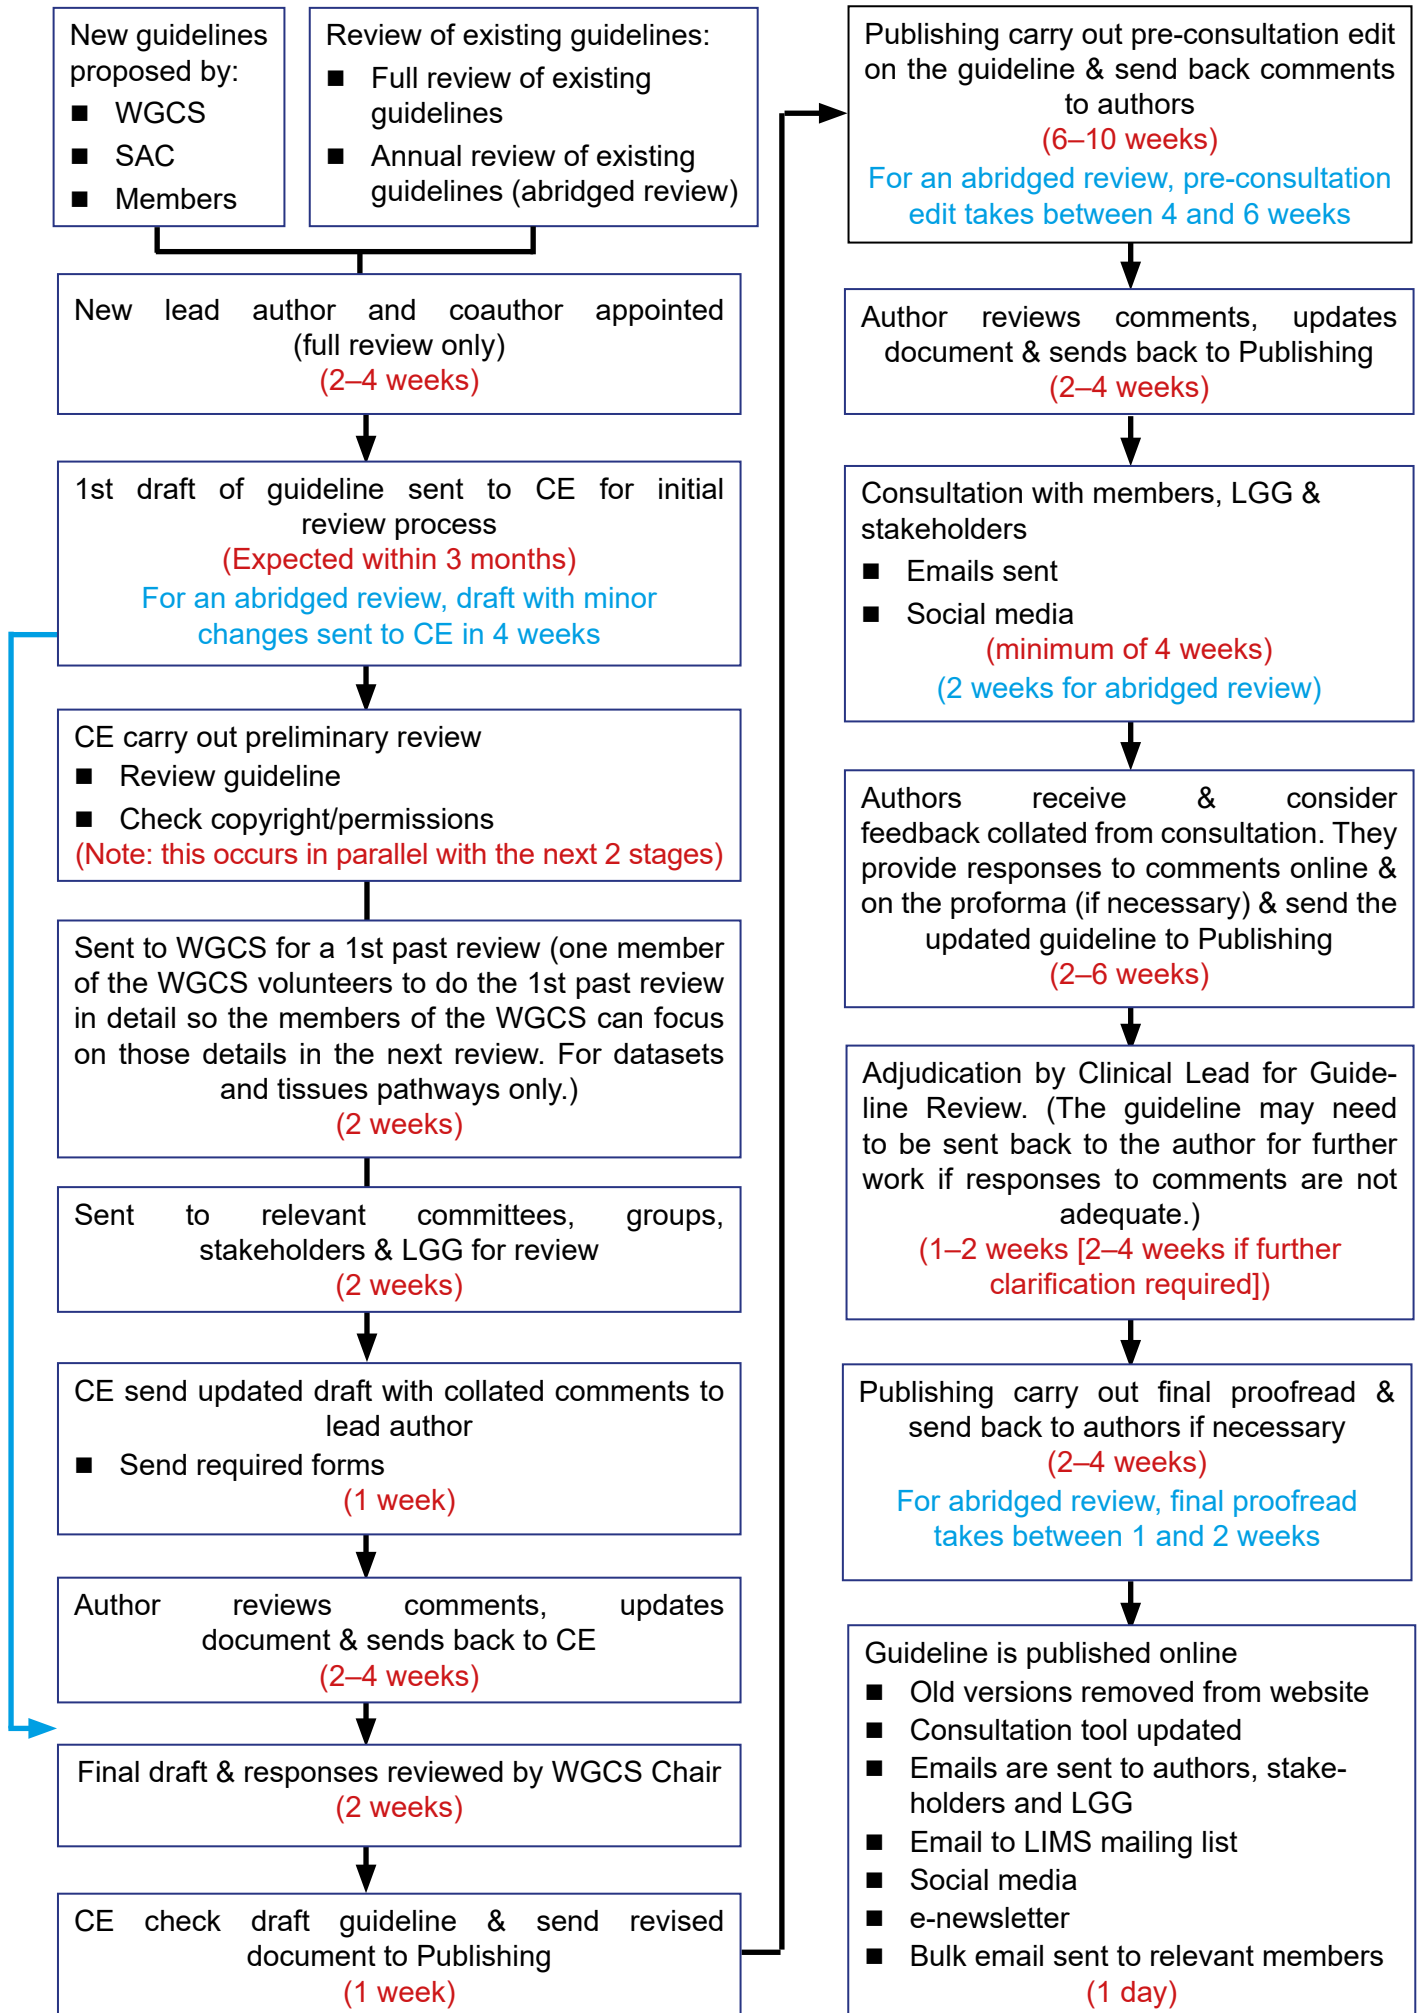 New guidelines
proposed by:
■ WGCS
■ SAC
■ Members
Review of existing guidelines:
■ Full review of existing
guidelines
■ Annual review of existing
guidelines (abridged review)
New lead author and coauthor appointed
(full review only)
(2–4 weeks)
1st draft of guideline sent to CE for initial
review process
(Expected within 3 months)
For an abridged review, draft with minor
changes sent to CE in 4 weeks
CE carry out preliminary review
■ Review guideline
■ Check copyright/permissions
(Note: this occurs in parallel with the next 2 stages)
Sent to WGCS for a 1st past review (one member
of the WGCS volunteers to do the 1st past review
in detail so the members of the WGCS can focus
on those details in the next review. For datasets
and tissues pathways only.)
(2 weeks)
Sent to relevant committees, groups,
stakeholders & LGG for review
(2 weeks)
CE send updated draft with collated comments to
lead author
■ Send required forms
(1 week)
Author reviews comments, updates
document & sends back to CE
(2–4 weeks)
Final draft & responses reviewed by WGCS Chair
(2 weeks)
CE check draft guideline & send revised
document to Publishing
(1 week)
Publishing carry out pre-consultation edit
on the guideline & send back comments
to authors
(6–10 weeks)
For an abridged review, pre-consultation
edit takes between 4 and 6 weeks
Author reviews comments, updates
document & sends back to Publishing
(2–4 weeks)
Consultation with members, LGG &
stakeholders
■ Emails sent
■ Social media
(minimum of 4 weeks)
(2 weeks for abridged review)
Authors receive & consider
feedback collated from consultation. They
provide responses to comments online &
on the proforma (if necessary) & send the
updated guideline to Publishing
(2–6 weeks)
Adjudication by Clinical Lead for Guide-
line Review. (The guideline may need
to be sent back to the author for further
work if responses to comments are not
adequate.)
(1–2 weeks [2–4 weeks if further
clarification required])
Publishing carry out final proofread &
send back to authors if necessary
(2–4 weeks)
For abridged review, final proofread
takes between 1 and 2 weeks
Guideline is published online
■ Old versions removed from website
■ Consultation tool updated
■ Emails are sent to authors, stake-
holders and LGG
■ Email to LIMS mailing list
■ Social media
■ e-newsletter
■ Bulk email sent to relevant members
(1 day)